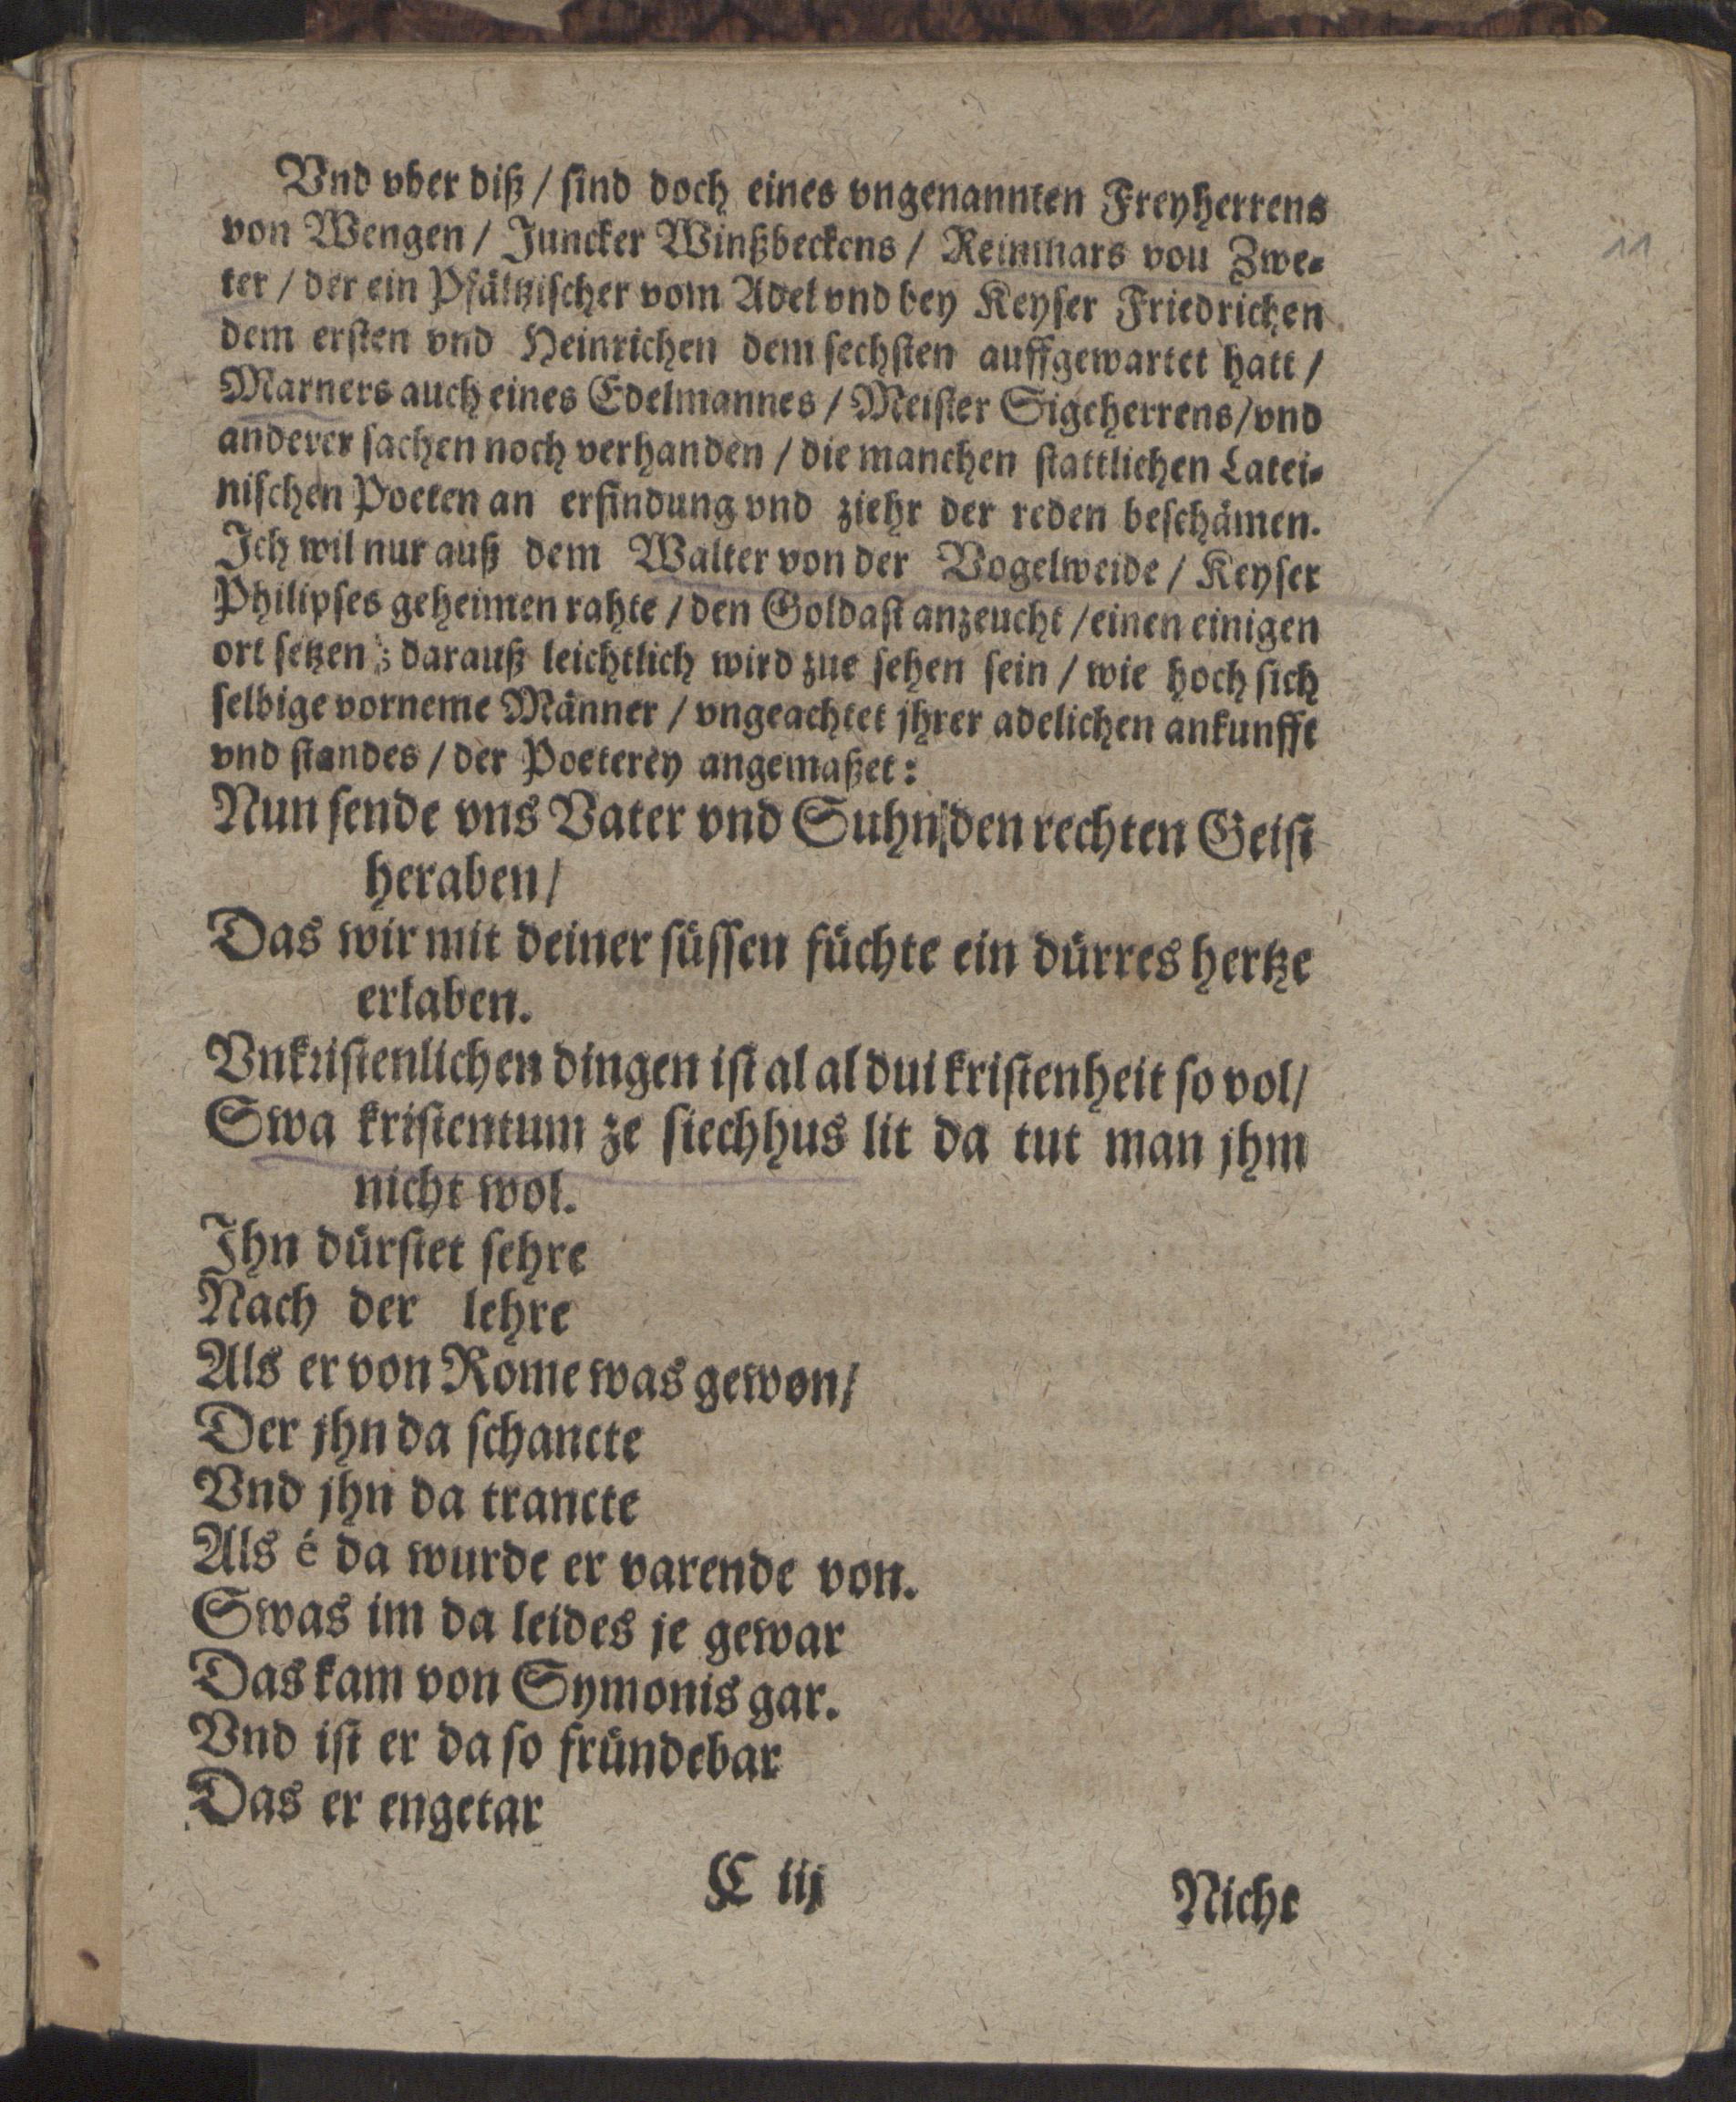 Vnd vber diß / sind doch eines vngenannten Freyherrens
von Wengen / Juncker Winßbeckens / Reinmars von Zwe-
ter / der ein Pfältzischer vom Adel vnd bey Keyser Friedrichen
dem ersten vnd Heinrichen dem sechsten auffgewartet hatt /
Marners auch eines Edelmannes / Meister Sigeherrens / vnd
anderer sachen noch verhanden / die manchen stattlichen Latei-
nischen Poeten an erfindung vnd ziehr der reden beschämen.
Ich wil nur auß dem Walter von der Vogelweide / Keyser
Philipses geheimen rahte / den Goldast anzeucht / einen einigen
ort setzen; darauß leichtlich wird zue sehen sein / wie hoch sich
selbige vorneme Männer / vngeachtet jhrer adelichen ankunfft
vnd standes / der Poeterey angemaßet:
Nun sende vns Vater vnd Suhn den rechten Geist
heraben /
Das wir mit deiner süssen füchte ein dürres hertze
erlaben.
Vnkristenlichen dingen ist al al dui kristenheit so vol /
Swa kristentum ze siechhus lit da tut man jhm
nicht wol.
Ihn dürstet sehre
Nach der lehre
Als er von Rome was gewon /
Der jhn da schancte
Vnd jhn da trancte
Als é da wurde er varende von.
Swas im da leides je gewar
Das kam von Symonis gar.
Vnd ist er da so fründebar
Das er engetar
C iij
Nicht
11